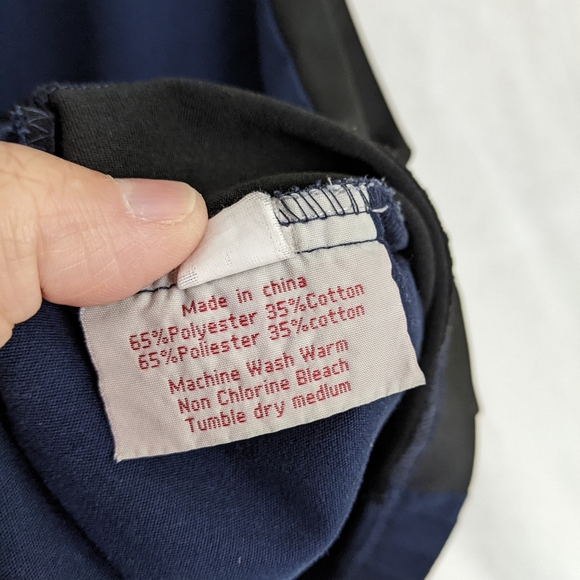 Made in china
65%Polyester 35%Cotton
65%Poliester 35%cotton
Machine Wash Warm
Non Chlorine Bleach
Tumble dry medlum